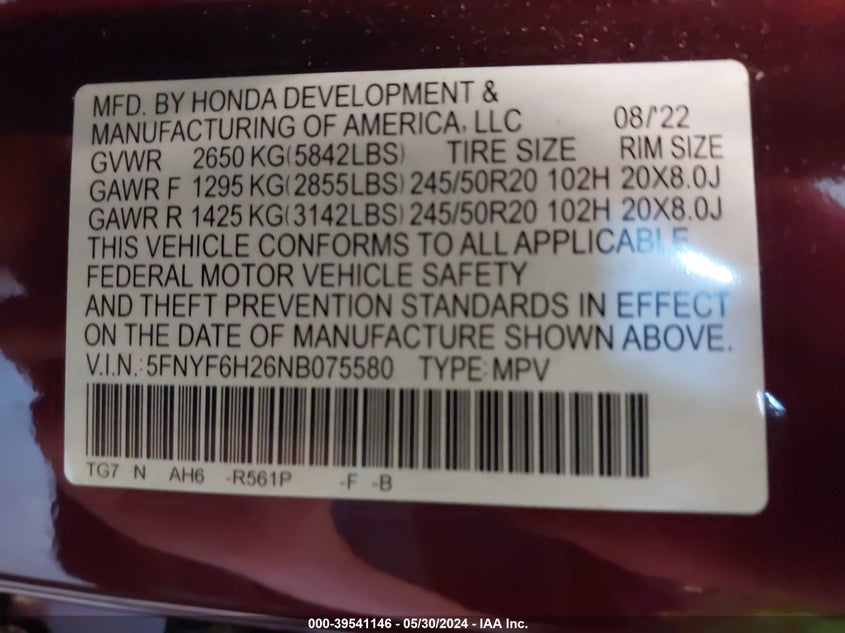 MFD. BY HONDA DEVELOPMENT &
MANUFACTURING OF AMERICA, LLC 08/'22
GVWR 2650 KG(5842LBS) TIRE SIZE RIM SIZE
GAWR F 1295 KG(2855LBS) 245/50R20 102H 20X8.0J
GAWR R 1425 KG(3142LBS) 245/50R20 102H 20X8.0J
THIS VEHICLE CONFORMS TO ALL APPLICABLE
FEDERAL MOTOR VEHICLE SAFETY
AND THEFT PREVENTION STANDARDS IN EFFECT
ON THE DATE OF MANUFACTURE SHOWN ABOVE.
V.I.N.: 5FNYF6H26NB075580 TYPE: MPV
TG7 N AH6 -R561P -F -B
000-39541146 - 05/30/2024 - IAA Inc.